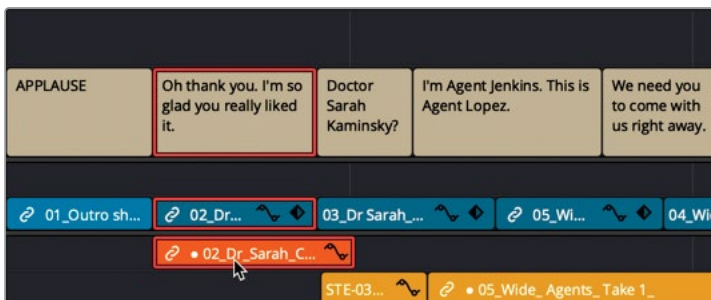 APPLAUSE
Oh thank you. I'm so
glad you really liked
it.
Doctor
Sarah
Kaminsky?
I'm Agent Jenkins. This is
Agent Lopez.
We need you
to come with
us right away.
01_Outro sh...
02_Dr...
03_Dr Sarah_...
05_Wi...
04_Wi
• 02_Dr_Sarah_C...
STE-03...
• 05_Wide_ Agents_ Take 1_